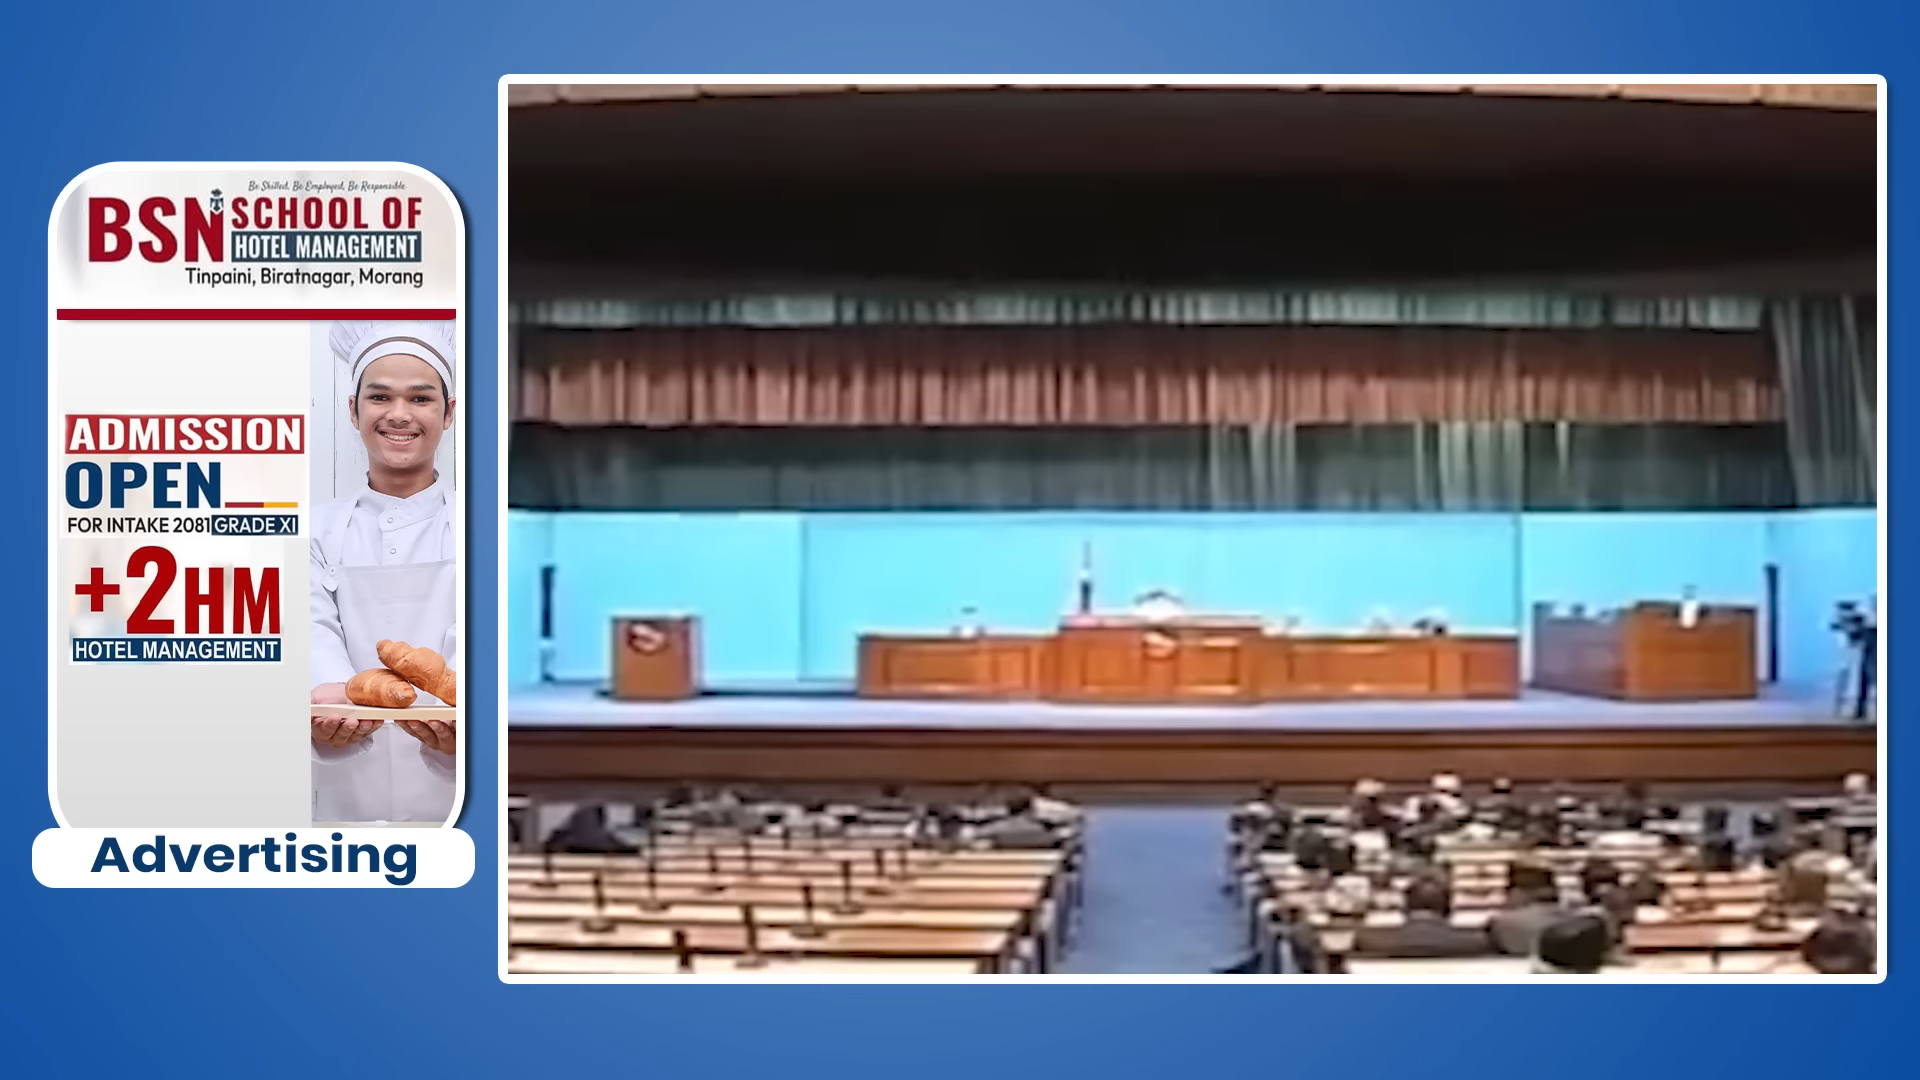 Be Skilled, Be Employed, Be Responsible
BSN SCHOOL OF
HOTEL MANAGEMENT
Tinpaini, Biratnagar, Morang
ADMISSION
OPEN
FOR INTAKE 2081 GRADE XI
+2HM
HOTEL MANAGEMENT
Advertising